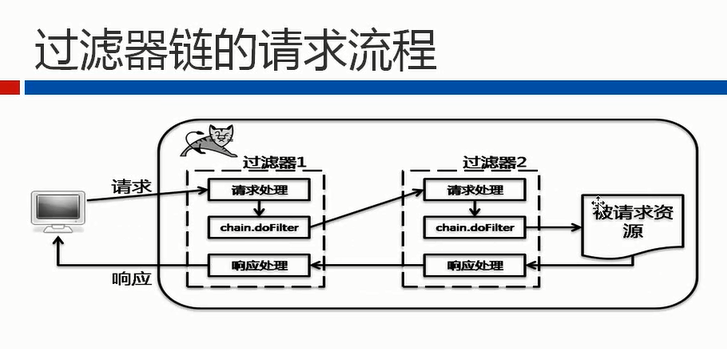 过滤器链的请求流程
过滤器1
过滤器2
请求
请求处理
请求处理
chain.doFilter
chain.doFilter
被请求资
源
响应处理
响应处理
响应